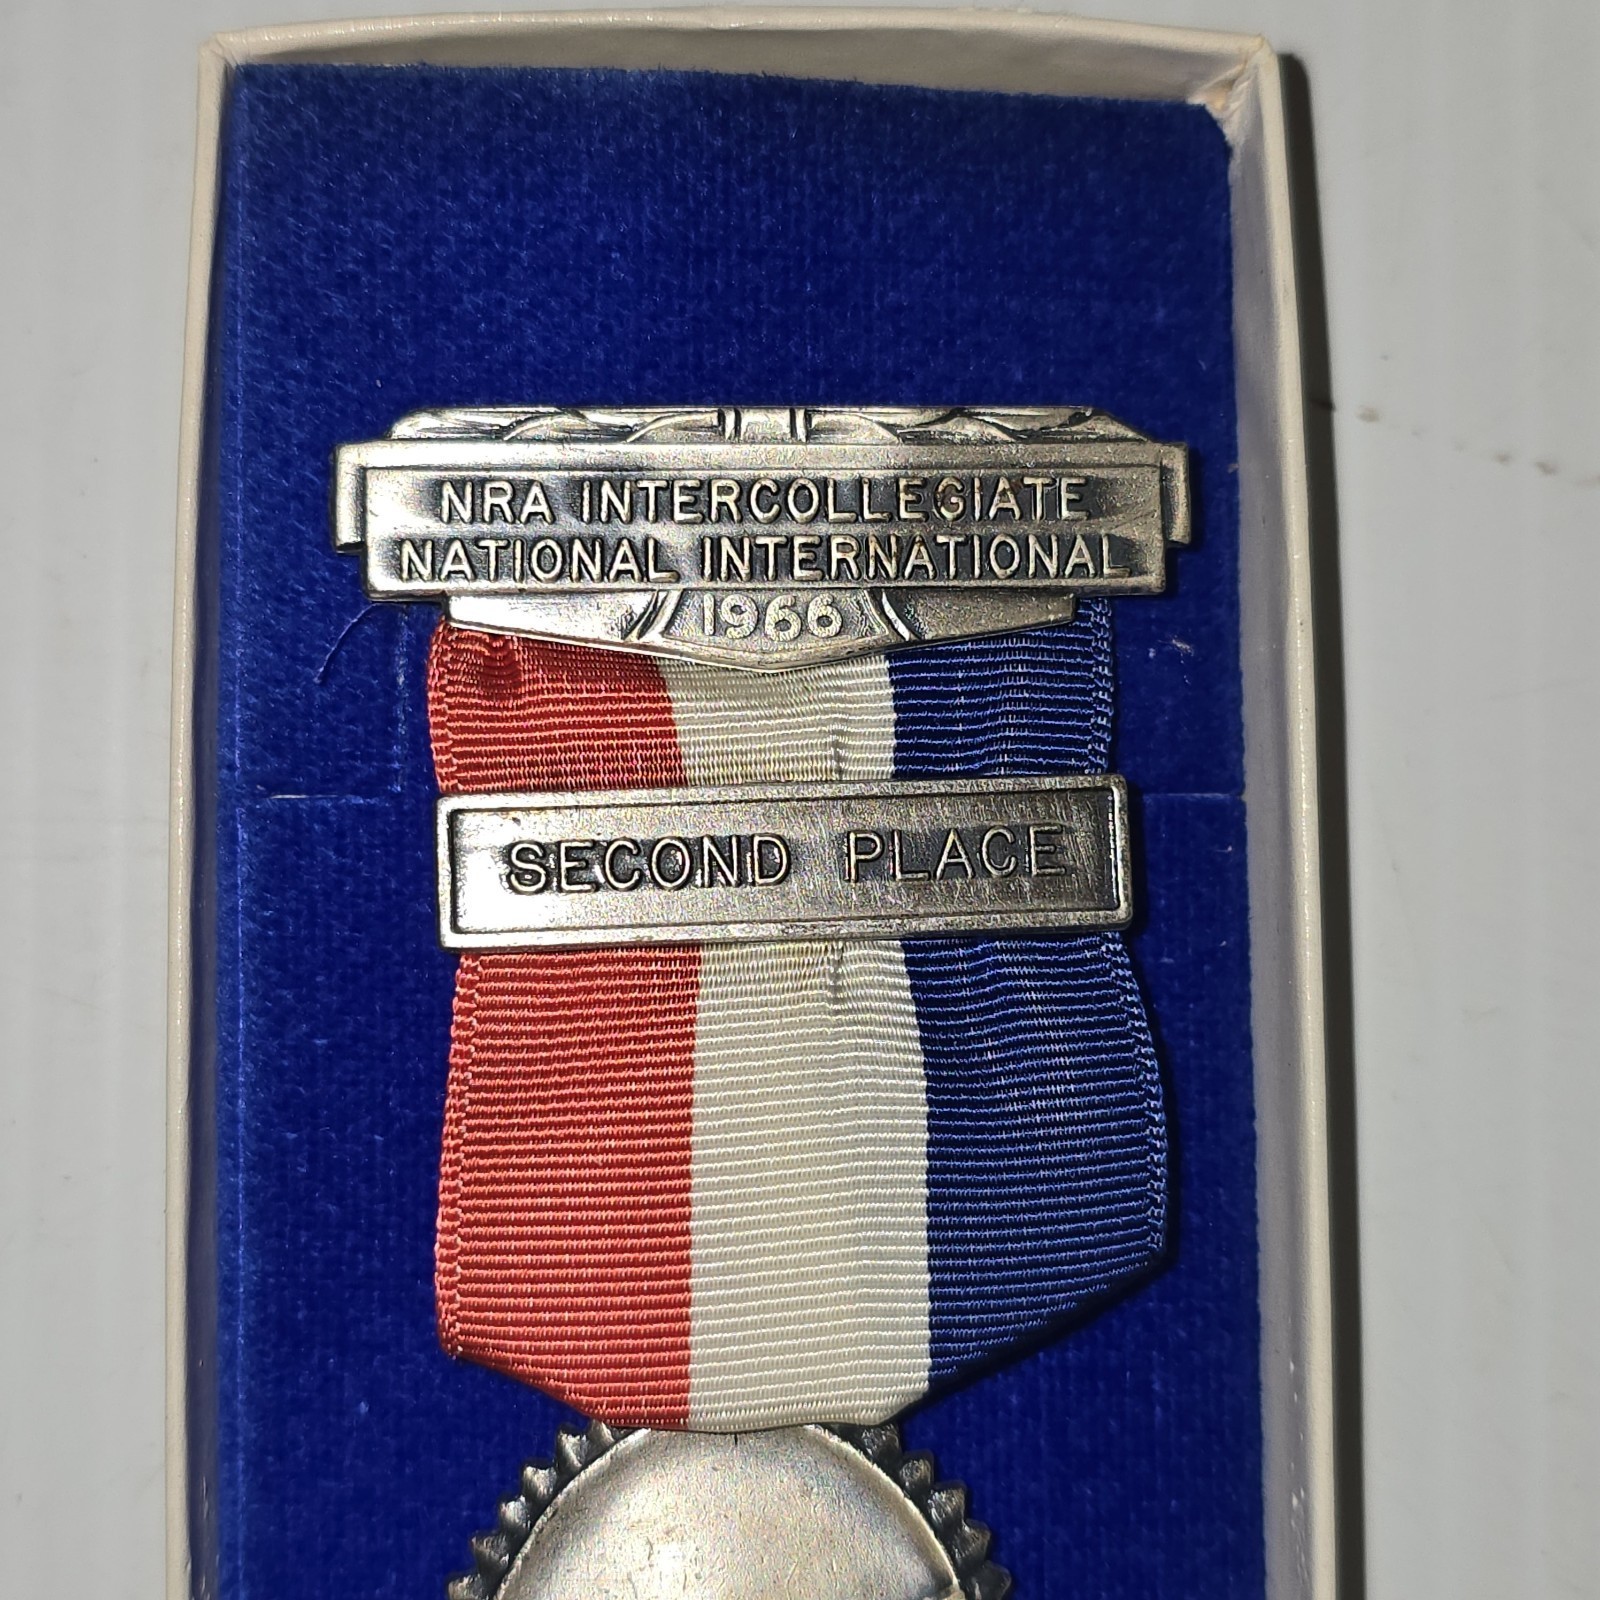 NRA INTERCOLLEGIATE
NATIONAL INTERNATIONAL
1966
SECOND PLACE